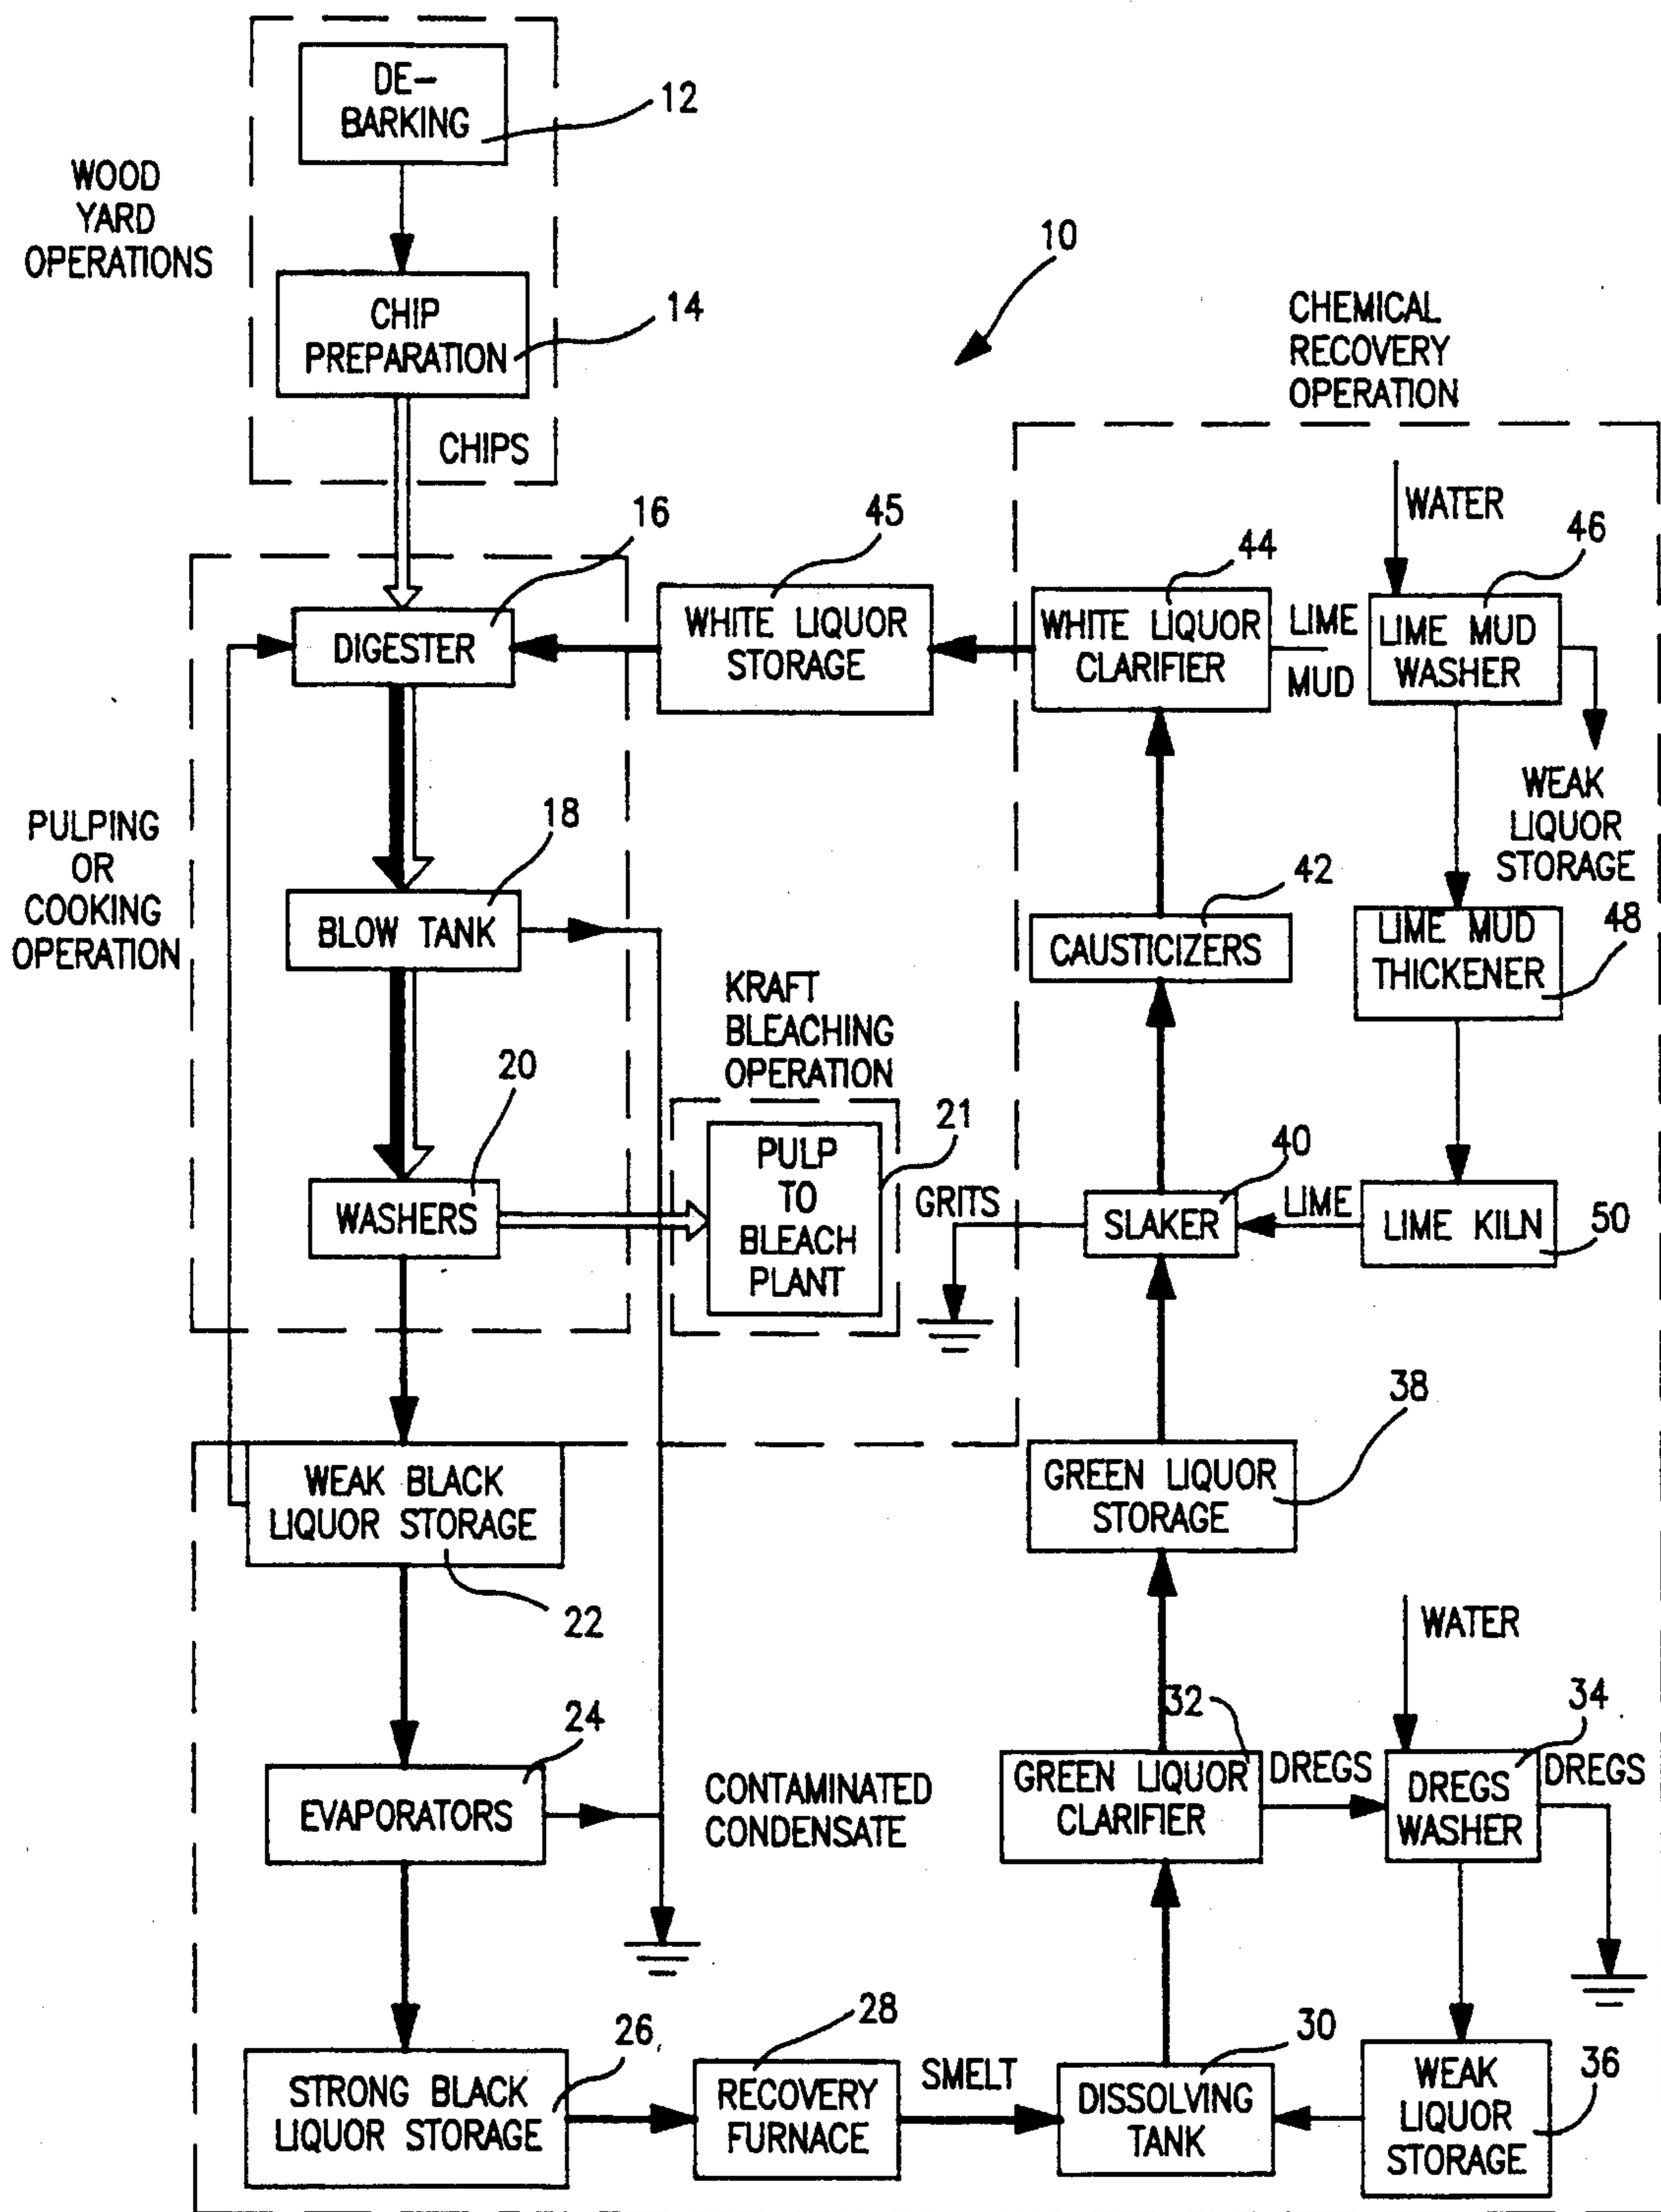 DE-
BARKING
12
WOOD
YARD
OPERATIONS
CHIP
PREPARATION
14
CHIPS
10
CHEMICAL
RECOVERY
OPERATION
16
DIGESTER
45
WHITE LIQUOR
STORAGE
44
WHITE LIQUOR
CLARIFIER
LIME
MUD
WATER
46
LIME MUD
WASHER
WEAK
LIQUOR
STORAGE
PULPING
OR
COOKING
OPERATION
18
BLOW TANK
42
CAUSTICIZERS
LIME MUD
THICKENER
48
KRAFT
BLEACHING
OPERATION
20
WASHERS
21
PULP
TO
BLEACH
PLANT
GRITS
40
SLAKER
LIME
LIME KILN
50
WEAK BLACK
LIQUOR STORAGE
22
38
GREEN LIQUOR
STORAGE
24
EVAPORATORS
CONTAMINATED
CONDENSATE
32
GREEN LIQUOR
CLARIFIER
DREGS
WATER
34
DREGS
WASHER
DREGS
26
STRONG BLACK
LIQUOR STORAGE
28
RECOVERY
FURNACE
SMELT
30
DISSOLVING
TANK
WEAK
LIQUOR
STORAGE
36